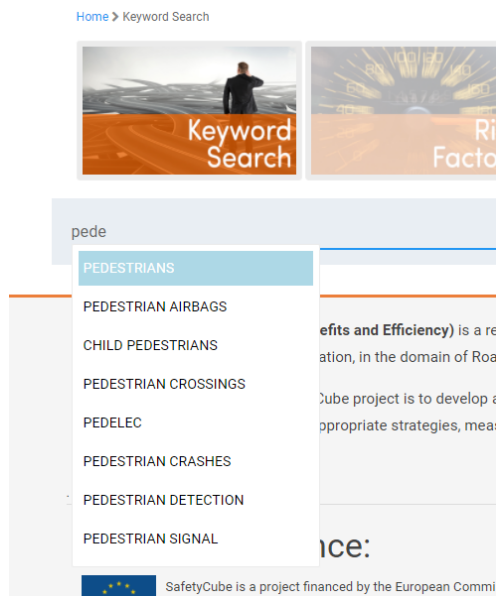 Home > Keyword Search
Keyword
Search
Ri
Facto
pede
PEDESTRIANS
PEDESTRIAN AIRBAGS
CHILD PEDESTRIANS
PEDESTRIAN CROSSINGS
PEDELEC
PEDESTRIAN CRASHES
PEDESTRIAN DETECTION
PEDESTRIAN SIGNAL
efits and Efficiency) is a re
ation, in the domain of Roa
Cube project is to develop a
ppropriate strategies, meas
nce:
SafetyCube is a project financed by the European Commi